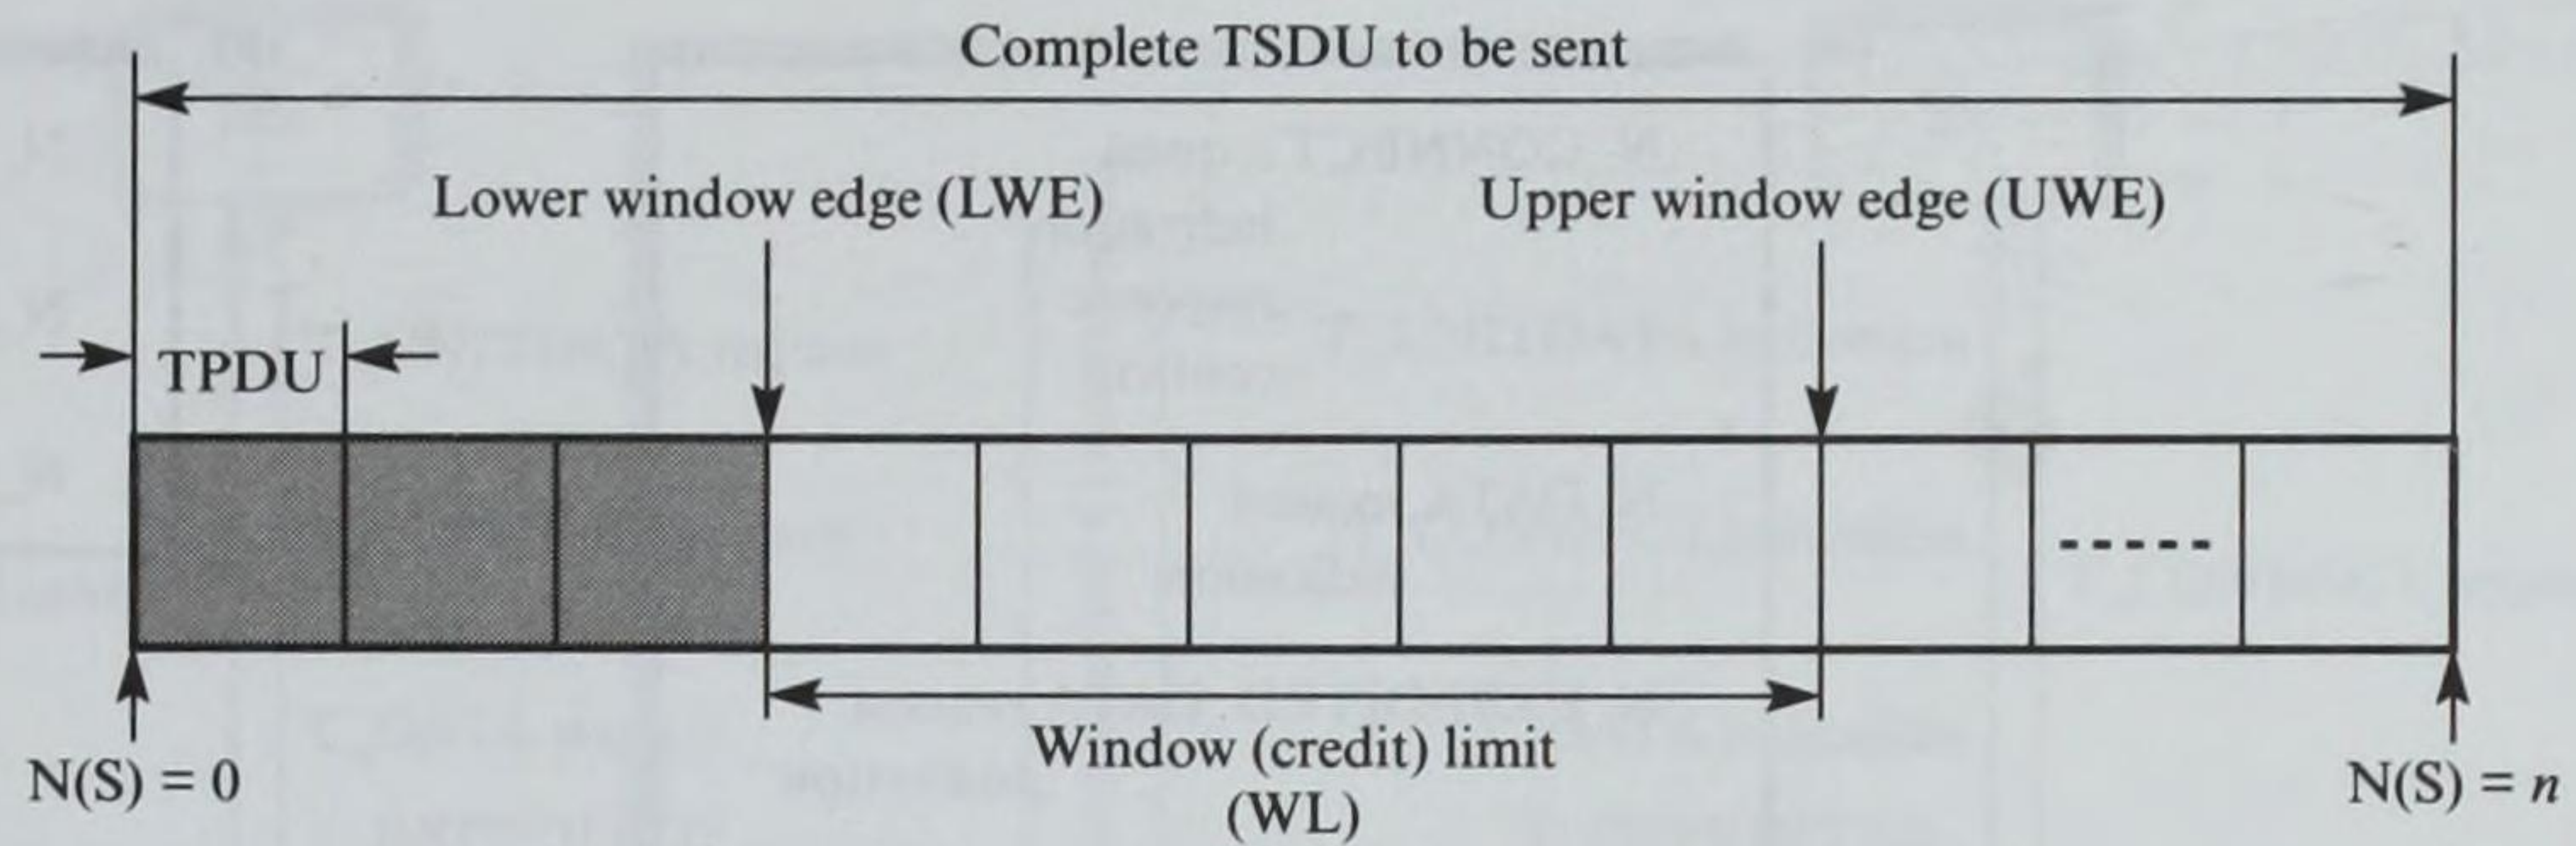 Complete TSDU to be sent
Lower window edge (LWE)
Upper window edge (UWE)
TPDU
-----
Window (credit) limit
(WL)
N(S) = 0
N(S) = n